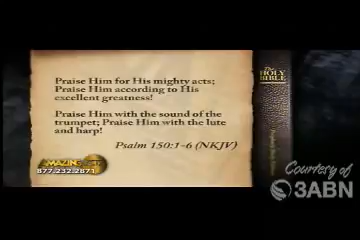 Praise Him for His mighty acts;
Praise Him according to His
excellent greatness!
Praise Him with the sound of the
trumpet; Praise Him with the lute
and harp!
Psalm 150:1-6 (NKJV)
The
HOLY
BIBLE
AMAZING
877.232.2871
Courtesy of
3ABN